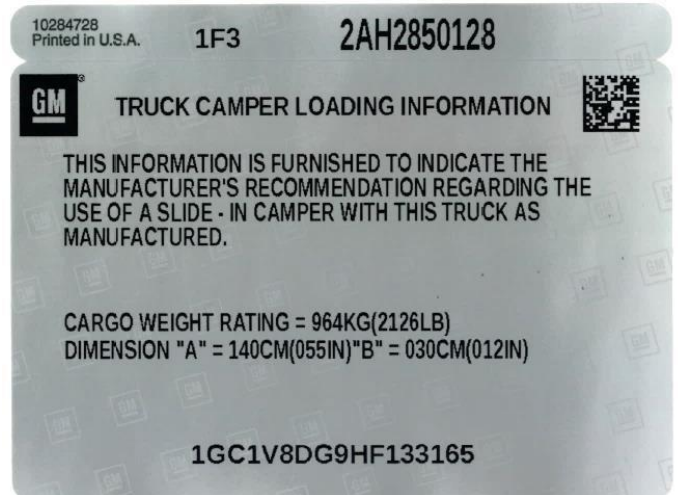 10284728
Printed in U.S.A.
1F3
2AH2850128
GM®
TRUCK CAMPER LOADING INFORMATION
THIS INFORMATION IS FURNISHED TO INDICATE THE
MANUFACTURER'S RECOMMENDATION REGARDING THE
USE OF A SLIDE - IN CAMPER WITH THIS TRUCK AS
MANUFACTURED.
CARGO WEIGHT RATING = 964KG(2126LB)
DIMENSION "A" = 140CM(055IN)"B" = 030CM(012IN)
1GC1V8DG9HF133165